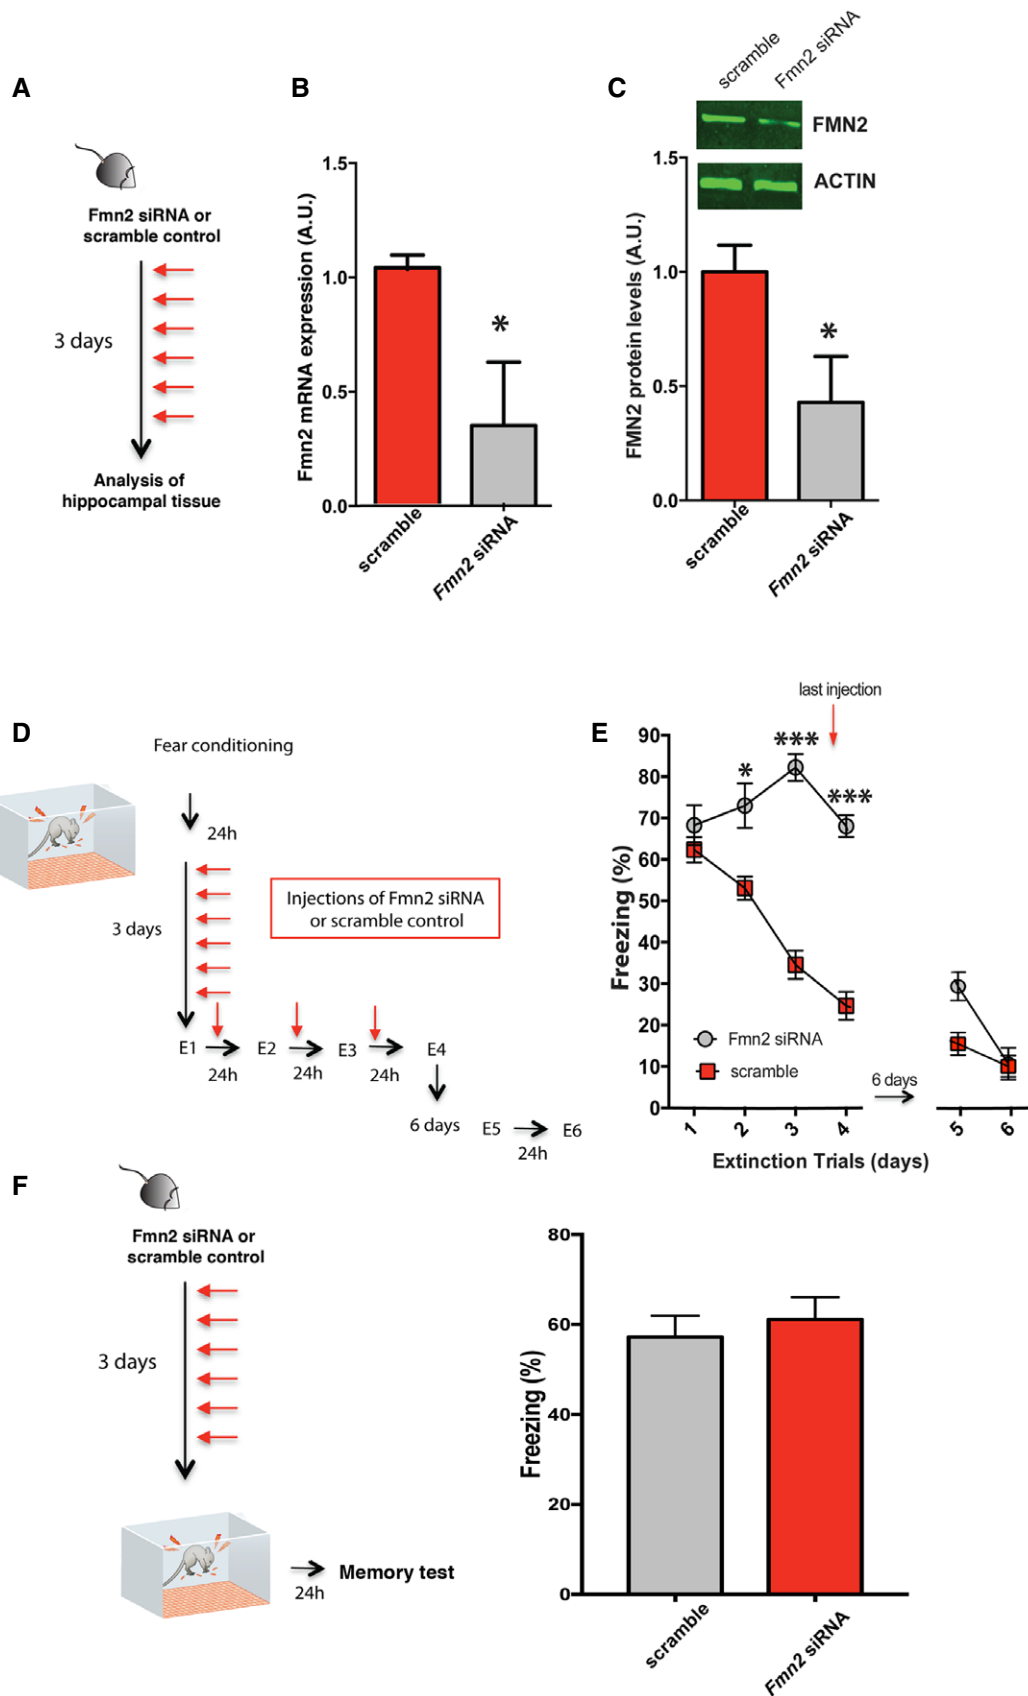 A
Fmn2 siRNA or
scramble control
3 days
Analysis of
hippocampal tissue
B
Fmn2 mRNA expression (A.U.)
1.5
1.0
0.5
0.0
*
scramble
Fmn2 siRNA
C
scramble
Fmn2 siRNA
FMN2
ACTIN
FMN2 protein levels (A.U.)
1.5
1.0
0.5
0.0
*
scramble
Fmn2 siRNA
D
Fear conditioning
24h
3 days
Injections of Fmn2 siRNA
or scramble control
E1
E2
E3
E4
24h
24h
24h
6 days
E5
E6
24h
E
last injection
Freezing (%)
90
80
70
60
50
40
30
20
10
0
*
***
***
Fmn2 siRNA
scramble
6 days
1
2
3
4
5
6
Extinction Trials (days)
F
Fmn2 siRNA or
scramble control
3 days
24h
Memory test
Freezing (%)
80
60
40
20
0
scramble
Fmn2 siRNA